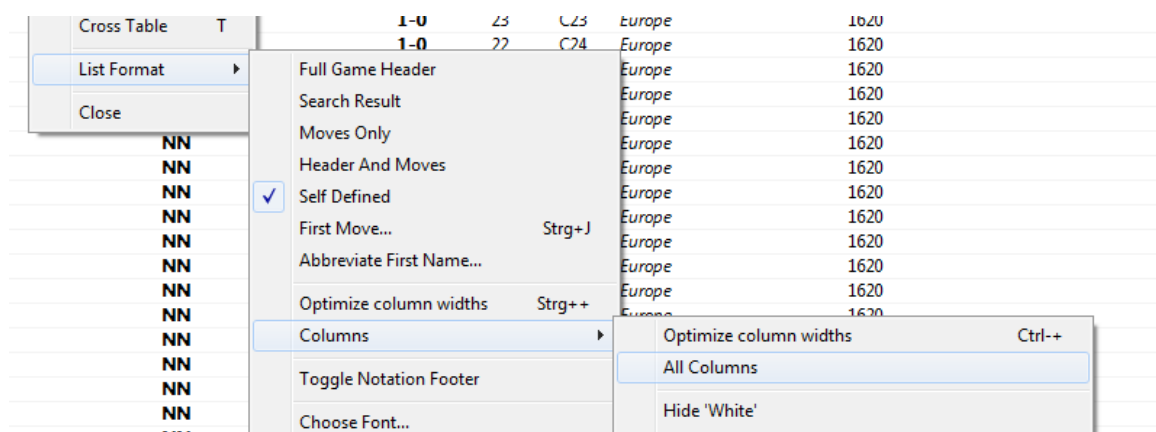 Cross Table T 1-0 23 C23 Europe 1620
1-0 22 C24 Europe 1620
List Format Full Game Header Europe 1620
Search Result Europe 1620
Close Europe 1620
NN Moves Only Europe 1620
NN Header And Moves Europe 1620
NN Self Defined Europe 1620
NN First Move... Strg+J Europe 1620
NN Europe 1620
NN Abbreviate First Name... Europe 1620
NN Optimize column widths Strg++ Europe 1620
NN Europe 1620
NN Columns Optimize column widths Ctrl-+
NN All Columns
NN Toggle Notation Footer
NN Choose Font... Hide 'White'